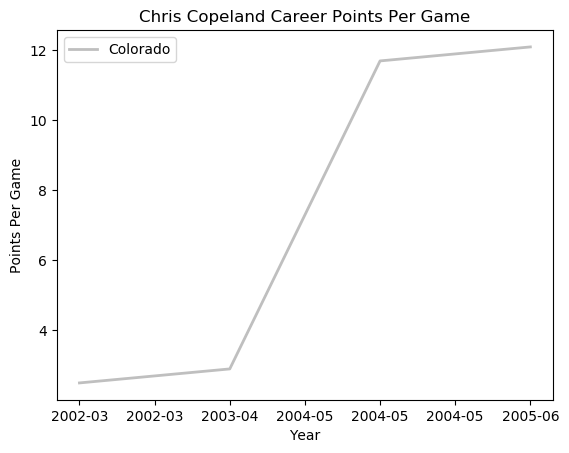 Chris Copeland Career Points Per Game
Colorado
12
10
8
6
4
Points Per Game
2002-03 2002-03 2003-04 2004-05 2004-05 2004-05 2005-06
Year